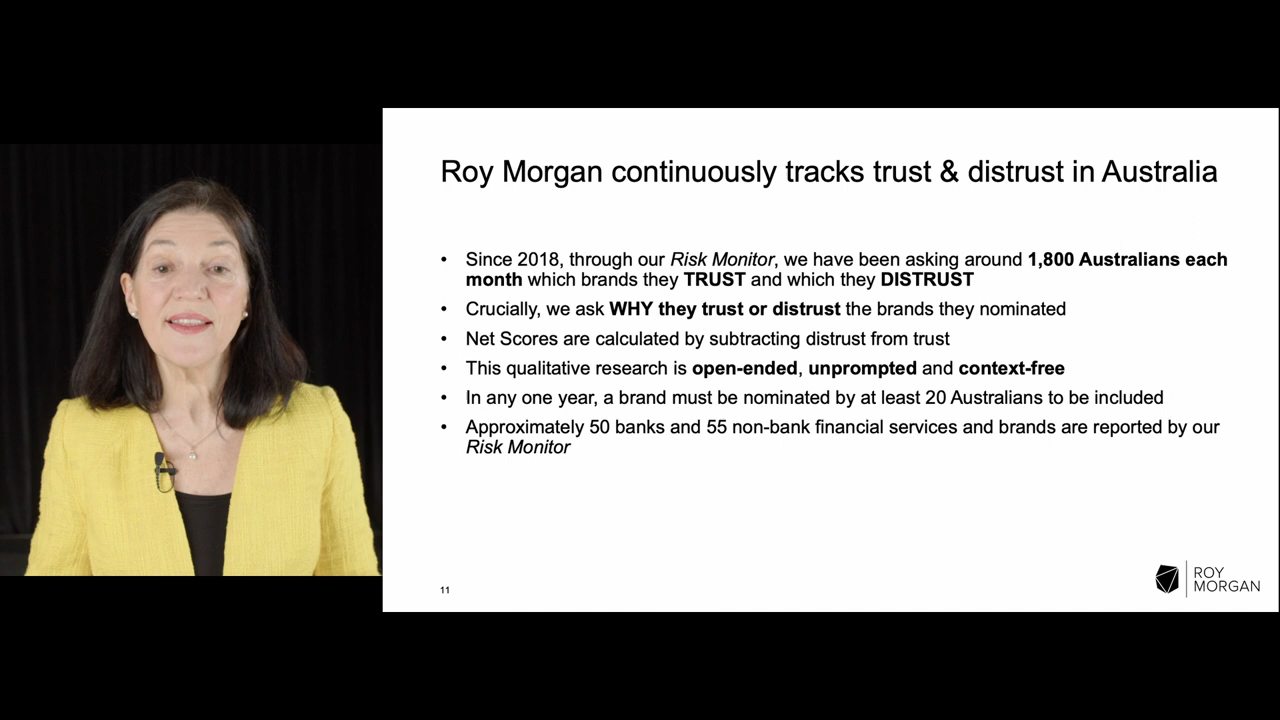 Roy Morgan continuously tracks trust & distrust in Australia
• Since 2018, through our Risk Monitor, we have been asking around 1,800 Australians each
month which brands they TRUST and which they DISTRUST
• Crucially, we ask WHY they trust or distrust the brands they nominated
• Net Scores are calculated by subtracting distrust from trust
• This qualitative research is open-ended, unprompted and context-free
• In any one year, a brand must be nominated by at least 20 Australians to be included
• Approximately 50 banks and 55 non-bank financial services and brands are reported by our
Risk Monitor
11
ROY
MORGAN